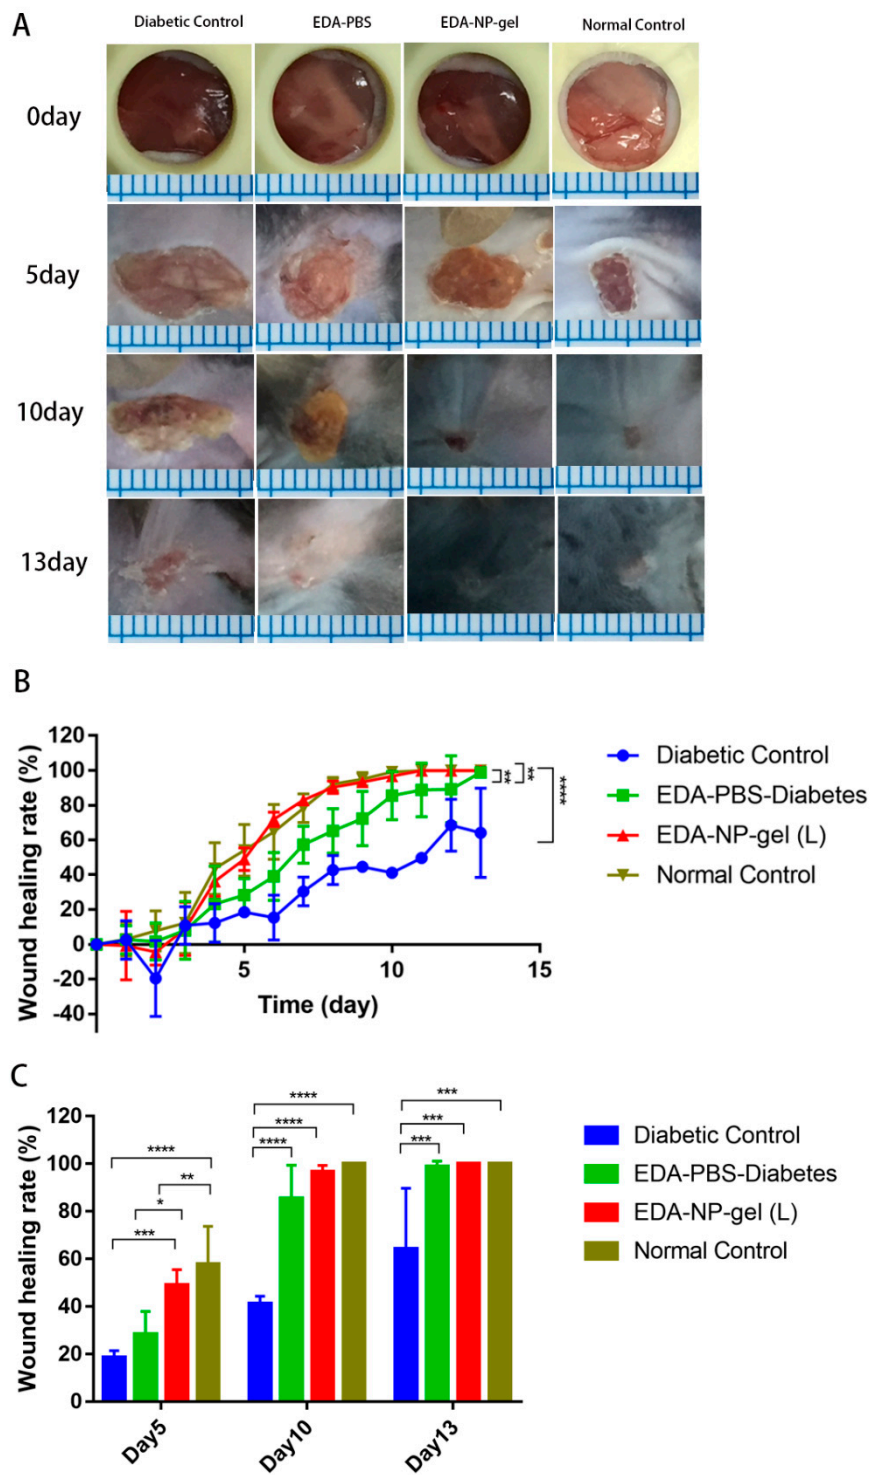 A
Diabetic Control EDA-PBS EDA-NP-gel Normal Control
0day
5day
10day
13day
B
Wound healing rate (%)
120
100
80
60
40
20
0
-20
-40
5 10 15
Time (day)
** ** ****
Diabetic Control
EDA-PBS-Diabetes
EDA-NP-gel (L)
Normal Control
C
Wound healing rate (%)
120
100
80
60
40
20
0
****
**
*
***
****
****
****
***
***
***
Day5 Day10 Day13
Diabetic Control
EDA-PBS-Diabetes
EDA-NP-gel (L)
Normal Control